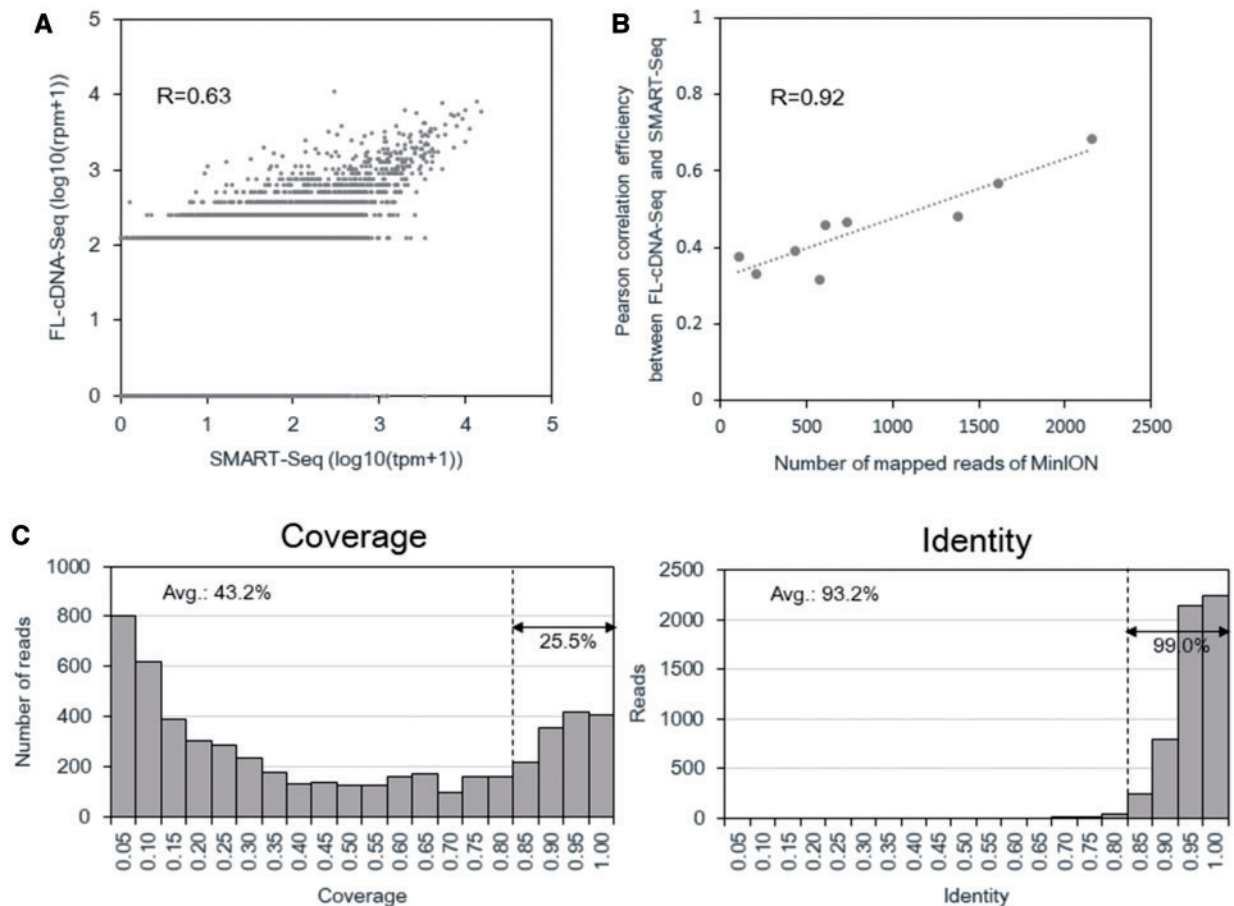 A
FL-cDNA-Seq (log10(rpm+1))
5
4
3
2
1
0
R=0.63
0 1 2 3 4 5
SMART-Seq (log10(tpm+1))
B
Pearson correlation efficiency
between FL-cDNA-Seq and SMART-Seq
1
0.8
0.6
0.4
0.2
0
R=0.92
0 500 1000 1500 2000 2500
Number of mapped reads of MinION
C
Coverage
Number of reads
1000
800
600
400
200
0
Avg.: 43.2%
25.5%
0.05 0.10 0.15 0.20 0.25 0.30 0.35 0.40 0.45 0.50 0.55 0.60 0.65 0.70 0.75 0.80 0.85 0.90 0.95 1.00
Coverage
Identity
Reads
2500
2000
1500
1000
500
0
Avg.: 93.2%
99.0%
0.05 0.10 0.15 0.20 0.25 0.30 0.35 0.40 0.45 0.50 0.55 0.60 0.65 0.70 0.75 0.80 0.85 0.90 0.95 1.00
Identity